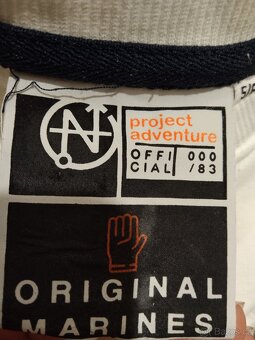 project
adventure
OFFI 000
CIAL /83
ORIGINAL
MARINES